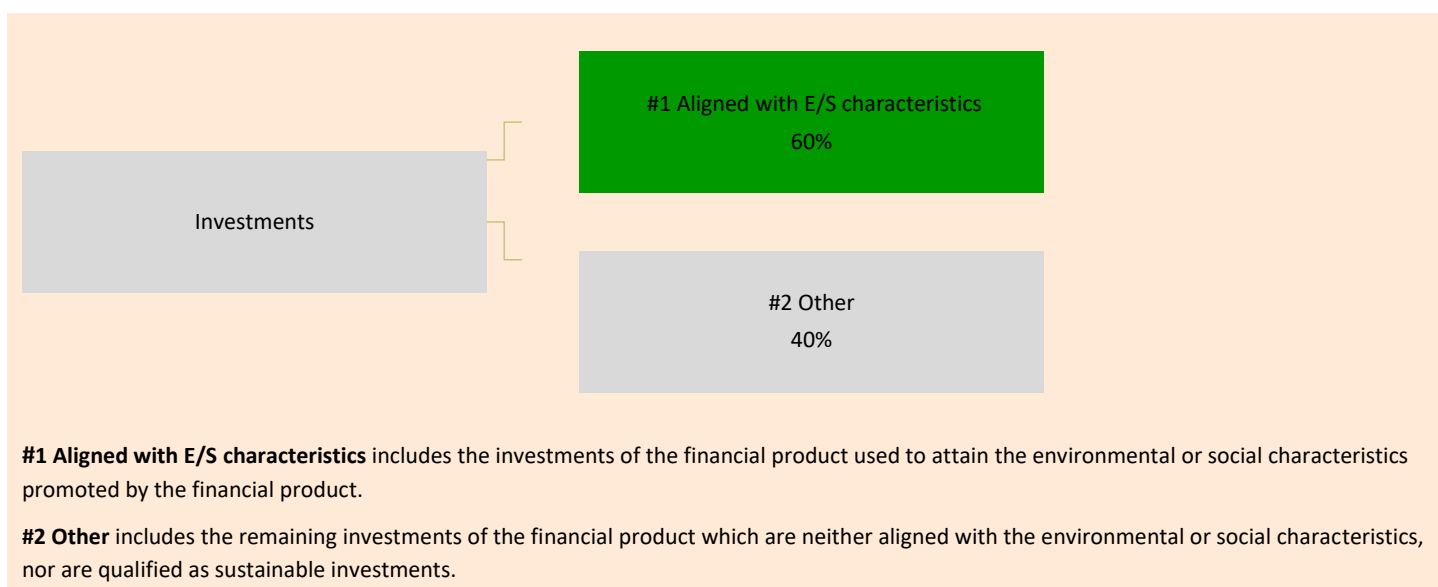 #1 Aligned with E/S characteristics
60%
Investments
#2 Other
40%
#1 Aligned with E/S characteristics includes the investments of the financial product used to attain the environmental or social characteristics
promoted by the financial product.
#2 Other includes the remaining investments of the financial product which are neither aligned with the environmental or social characteristics,
nor are qualified as sustainable investments.